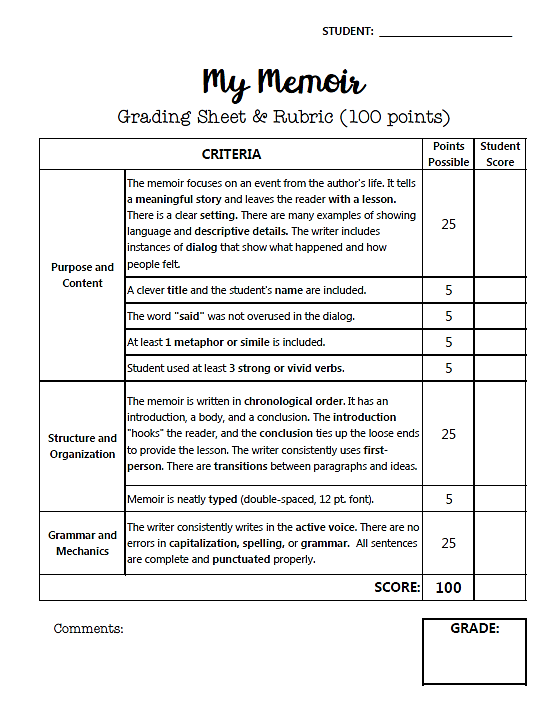 STUDENT: ____________________
My Memoir
Grading Sheet & Rubric (100 points)
CRITERIA
Points
Possible
Student
Score
Purpose and
Content
The memoir focuses on an event from the author's life. It tells
a meaningful story and leaves the reader with a lesson.
There is a clear setting. There are many examples of showing
language and descriptive details. The writer includes
instances of dialog that show what happened and how
people felt.
25
A clever title and the student's name are included.
5
The word "said" was not overused in the dialog.
5
At least 1 metaphor or simile is included.
5
Student used at least 3 strong or vivid verbs.
5
Structure and
Organization
The memoir is written in chronological order. It has an
introduction, a body, and a conclusion. The introduction
"hooks" the reader, and the conclusion ties up the loose ends
to provide the lesson. The writer consistently uses first-
person. There are transitions between paragraphs and ideas.
25
Memoir is neatly typed (double-spaced, 12 pt. font).
5
Grammar and
Mechanics
The writer consistently writes in the active voice. There are no
errors in capitalization, spelling, or grammar. All sentences
are complete and punctuated properly.
25
SCORE:
100
Comments:
GRADE: